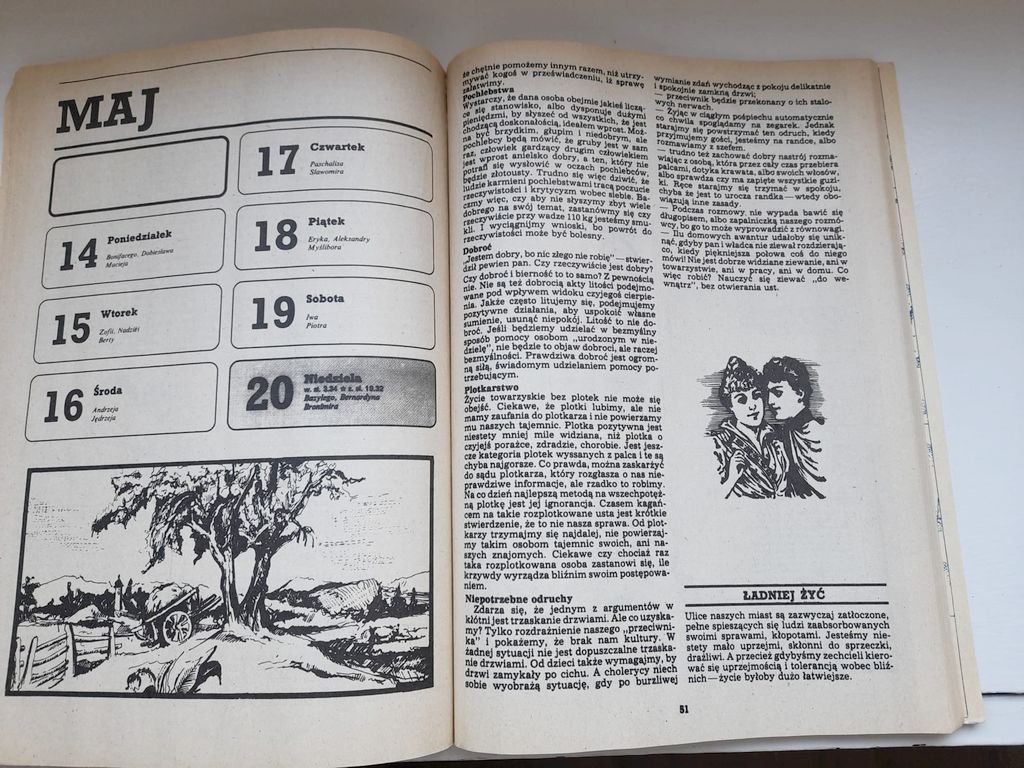 MAJ
17 Czwartek
Paschalisa
Sławomira
14 Poniedziałek
Bonifacego, Dobiesława
Macieja
18 Piątek
Eryka, Aleksandry
Myślibora
15 Wtorek
Zofii, Nadziei
Berty
19 Sobota
Iwa
Piotra
16 Środa
Andrzeja
Jędrzeja
20 Niedziela
w. sł. 3.34 ☆ z. sł. 19.32
Bazylego, Bernardyna
Bronimira
że chętnie pomożemy innym razem, niż utrzy-
mywać kogoś w przeświadczeniu, iż sprawę
załatwimy.
Pochlebstwa
Wystarczy, że dana osoba obejmie jakieś liczą-
ce się stanowisko, albo dysponuje dużymi
pieniędzmi, by słyszeć od wszystkich, że jest
chodzącą doskonałością, ideałem wprost. Moż-
na być brzydkim, głupim i niedobrym, ale
pochlebcy będą mówić, że gruby jest w sam
raz, człowiek gardzący drugim człowiekiem
jest wprost anielsko dobry, a ten, który nie
potrafi się wysłowić w oczach pochlebców,
będzie złotousty. Trudno się więc dziwić, że
ludzie karmieni pochlebstwami tracą poczucie
rzeczywistości i krytycyzm wobec siebie. Ba-
czmy więc, czy aby nie słyszymy zbyt wiele
dobrego na swój temat, zastanówmy się czy
rzeczywiście przy wadze 110 kg jesteśmy smu-
kli. I wyciągnijmy wnioski, bo powrót do
rzeczywistości może być bolesny.
Dobroć
„Jestem dobry, bo nic złego nie robię" — stwier-
dził pewien pan. Czy rzeczywiście jest dobry?
Czy dobroć i bierność to to samo? Z pewnością
nie. Nie są też dobrocią akty litości podejmo-
wane pod wpływem widoku czyjegoś cierpie-
nia. Jakże często litujemy się, podejmujemy
pozytywne działania, aby uspokoić własne
sumienie, usunąć niepokój. Litość to nie do-
broć. Jeśli będziemy udzielać w bezmyślny
sposób pomocy osobom „urodzonym w nie-
dzielę", nie będzie to objaw dobroci, ale raczej
bezmyślności. Prawdziwa dobroć jest ogrom-
ną siłą, świadomym udzielaniem pomocy po-
trzebującym.
Plotkarstwo
Życie towarzyskie bez plotek nie może się
obejść. Ciekawe, że plotki lubimy, ale nie
mamy zaufania do plotkarza i nie powierzamy
mu naszych tajemnic. Plotka pozytywna jest
niestety mniej mile widziana, niż plotka o
czyjejś porażce, zdradzie, chorobie. Jest jesz-
cze kategoria plotek wyssanych z palca i te są
chyba najgorsze. Co prawda, można zaskarżyć
do sądu plotkarza, który rozgłasza o nas nie-
prawdziwe informacje, ale rzadko to robimy.
Na co dzień najlepszą metodą na wszechpotęż-
ną plotkę jest jej ignorancja. Czasem kagań-
cem na takie rozplotkowane usta jest krótkie
stwierdzenie, że to nie nasza sprawa. Od plot-
karzy trzymajmy się najdalej, nie powierzaj-
my takim osobom tajemnic swoich, ani na-
szych znajomych. Ciekawe czy chociaż raz
taka rozplotkowana osoba zastanowi się, ile
krzywdy wyrządza bliźnim swoim postępowa-
niem.
Niepotrzebne odruchy
Zdarza się, że jednym z argumentów w
kłótni jest trzaskanie drzwiami. Ale co uzyska-
my? Tylko rozdrażnienie naszego „przeciwni-
ka" i pokażemy, że brak nam kultury. W
żadnej sytuacji nie jest dopuszczalne trzaska-
nie drzwiami. Od dzieci także wymagajmy, by
drzwi zamykały po cichu. A cholerycy niech
sobie wyobrażą sytuację, gdy po burzliwej
wymianie zdań wychodząc z pokoju delikatnie
i spokojnie zamkną drzwi;
— przeciwnik będzie przekonany o ich stalo-
wych nerwach.
— Żyjąc w ciągłym pośpiechu automatycznie
co chwila spoglądamy na zegarek. Jednak
starajmy się powstrzymać ten odruch, kiedy
przyjmujemy gości, jesteśmy na randce, albo
rozmawiamy z szefem.
— trudno też zachować dobry nastrój rozma-
wiając z osobą, która przez cały czas przebiera
palcami, dotyka krawata, albo swoich włosów,
albo sprawdza czy ma zapięte wszystkie guzi-
ki. Ręce starajmy się trzymać w spokoju,
chyba że jest to urocza randka — wtedy obo-
wiązują inne zasady.
— Podczas rozmowy nie wypada bawić się
długopisem, albo zapalniczką naszego rozmó-
wcy, bo go to może wyprowadzić z równowagi.
— Ilu domowych awantur udałoby się unik-
nąć, gdyby pan i władca nie ziewał rozdzierają-
co, kiedy piękniejsza połowa coś do niego
mówi! Nie jest dobrze widziane ziewanie, ani w
towarzystwie, ani w pracy, ani w domu. Co
więc robić? Nauczyć się ziewać „do we-
wnątrz", bez otwierania ust.
ŁADNIEJ ŻYĆ
Ulice naszych miast są zazwyczaj zatłoczone,
pełne spieszących się ludzi zaabsorbowanych
swoimi sprawami, kłopotami. Jesteśmy nie-
stety mało uprzejmi, skłonni do sprzeczki,
drażliwi. A przecież gdybyśmy zechcieli kiero-
wać się uprzejmością i tolerancją wobec bliź-
nich — życie byłoby dużo łatwiejsze.
51